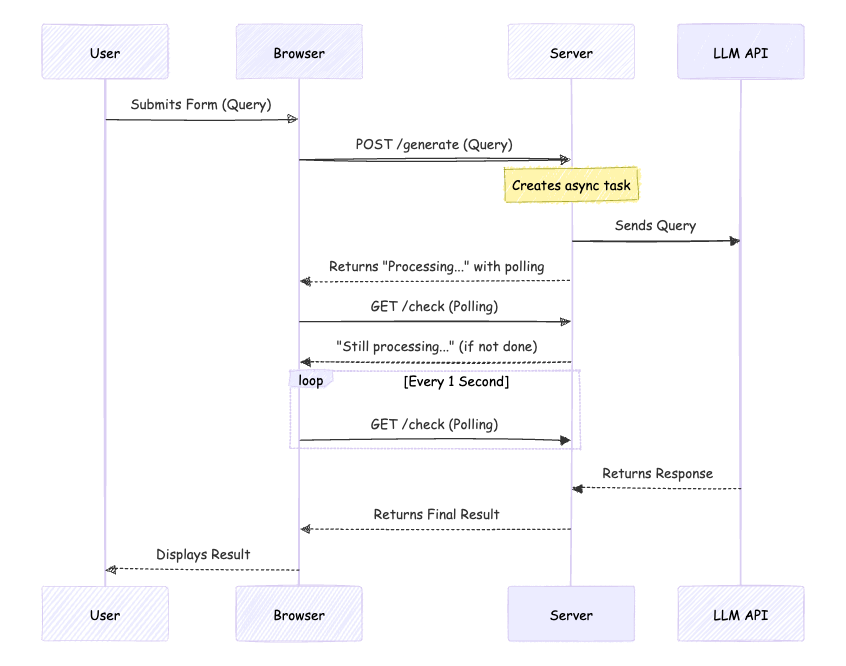 User
Browser
Server
LLM API
Submits Form (Query)
POST /generate (Query)
Creates async task
Sends Query
Returns "Processing..." with polling
GET /check (Polling)
"Still processing..." (if not done)
loop
[Every 1 Second]
GET /check (Polling)
Returns Response
Returns Final Result
Displays Result
User
Browser
Server
LLM API